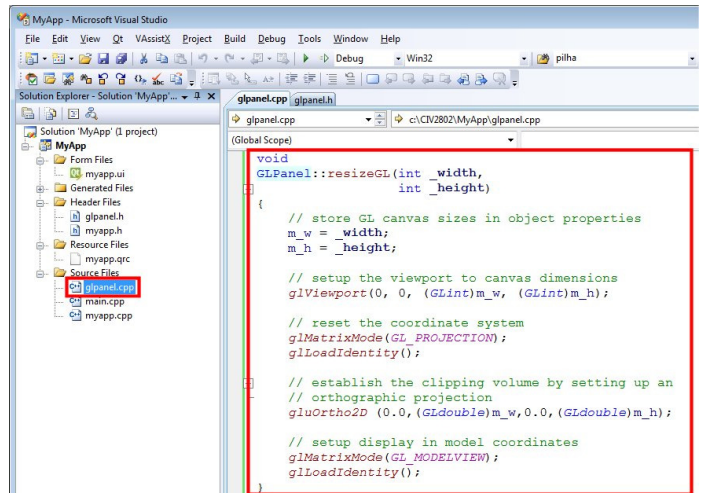 MyApp - Microsoft Visual Studio
File Edit View Qt VAssistX Project Build Debug Tools Window Help
Debug Win32 pilha
Solution Explorer - Solution 'MyApp'...
glpanel.cpp glpanel.h
glpanel.cpp c:\CIV2802\MyApp\glpanel.cpp
(Global Scope)
Solution 'MyApp' (1 project)
MyApp
Form Files
myapp.ui
Generated Files
Header Files
glpanel.h
myapp.h
Resource Files
myapp.qrc
Source Files
glpanel.cpp
main.cpp
myapp.cpp
void
GLPanel::resizeGL(int _width,
int _height)
{
// store GL canvas sizes in object properties
m_w = _width;
m_h = _height;
// setup the viewport to canvas dimensions
glViewport(0, 0, (GLint)m_w, (GLint)m_h);
// reset the coordinate system
glMatrixMode(GL_PROJECTION);
glLoadIdentity();
// establish the clipping volume by setting up an
// orthographic projection
gluOrtho2D (0.0,(GLdouble)m_w,0.0,(GLdouble)m_h);
// setup display in model coordinates
glMatrixMode(GL_MODELVIEW);
glLoadIdentity();
}